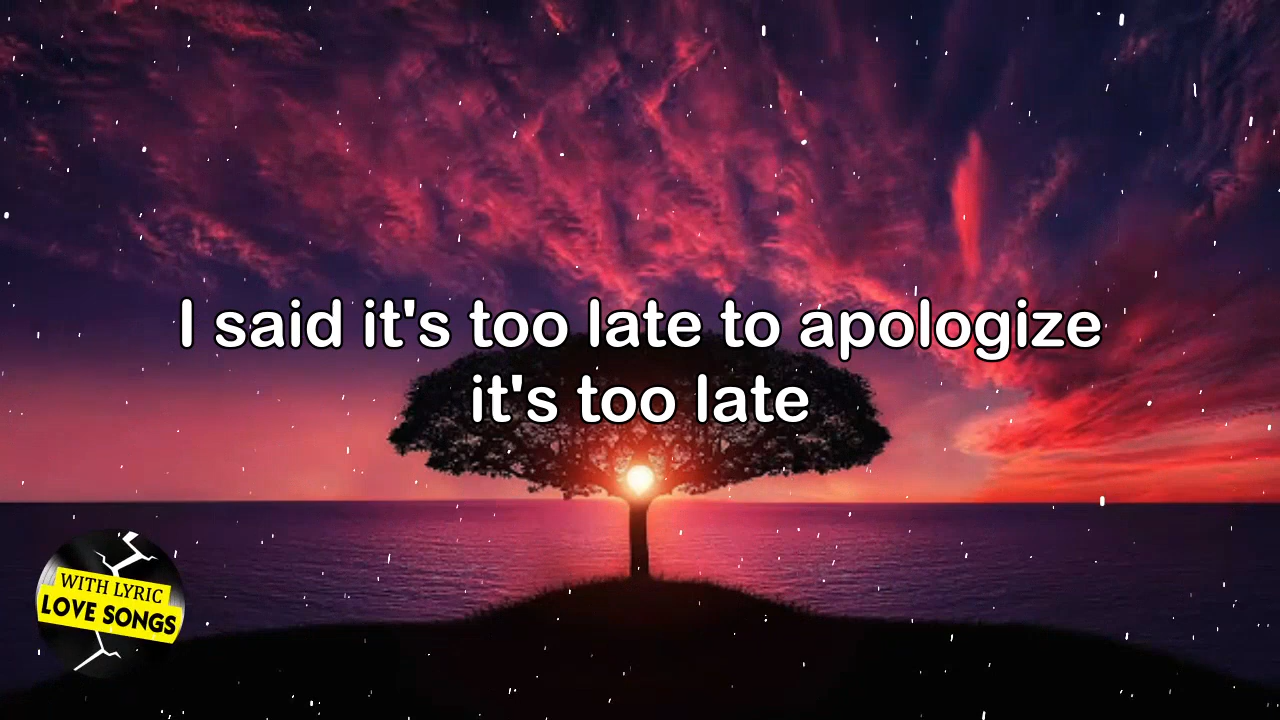 I said it's too late to apologize
it's too late
WITH LYRIC
LOVE SONGS